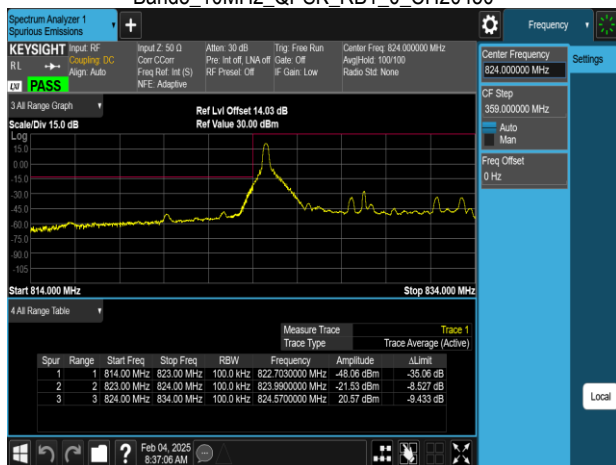 Band5_10MHz_QPSK_RB1_0_CH20450
Spectrum Analyzer 1
Spurious Emissions
+
Frequency
KEYSIGHT
RL
LXI
PASS
Input: RF
Coupling: DC
Align: Auto
Input Z: 50 Ω
Corr CCorr
Freq Ref: Int (S)
NFE: Adaptive
Atten: 30 dB
Pre: Int off, LNA off
RF Preset: Off
Trig: Free Run
Gate: Off
IF Gain: Low
Center Freq: 824.000000 MHz
Avg|Hold: 100/100
Radio Std: None
Center Frequency
824.000000 MHz
Settings
CF Step
359.000000 MHz
Auto
Man
Freq Offset
0 Hz
Local
3 All Range Graph
Scale/Div 15.0 dB
Ref Lvl Offset 14.03 dB
Ref Value 30.00 dBm
Log
15.0
0.00
-15.0
-30.0
-45.0
-60.0
-75.0
-90.0
-105
Start 814.000 MHz
Stop 834.000 MHz
4 All Range Table
Measure Trace Trace 1
Trace Type Trace Average (Active)
Spur Range Start Freq Stop Freq RBW Frequency Amplitude ΔLimit
1 1 814.00 MHz 823.00 MHz 100.0 kHz 822.7030000 MHz -48.06 dBm -35.06 dB
2 2 823.00 MHz 824.00 MHz 100.0 kHz 823.9900000 MHz -21.53 dBm -8.527 dB
3 3 824.00 MHz 834.00 MHz 100.0 kHz 824.5700000 MHz 20.57 dBm -9.433 dB
?
Feb 04, 2025
8:37:06 AM